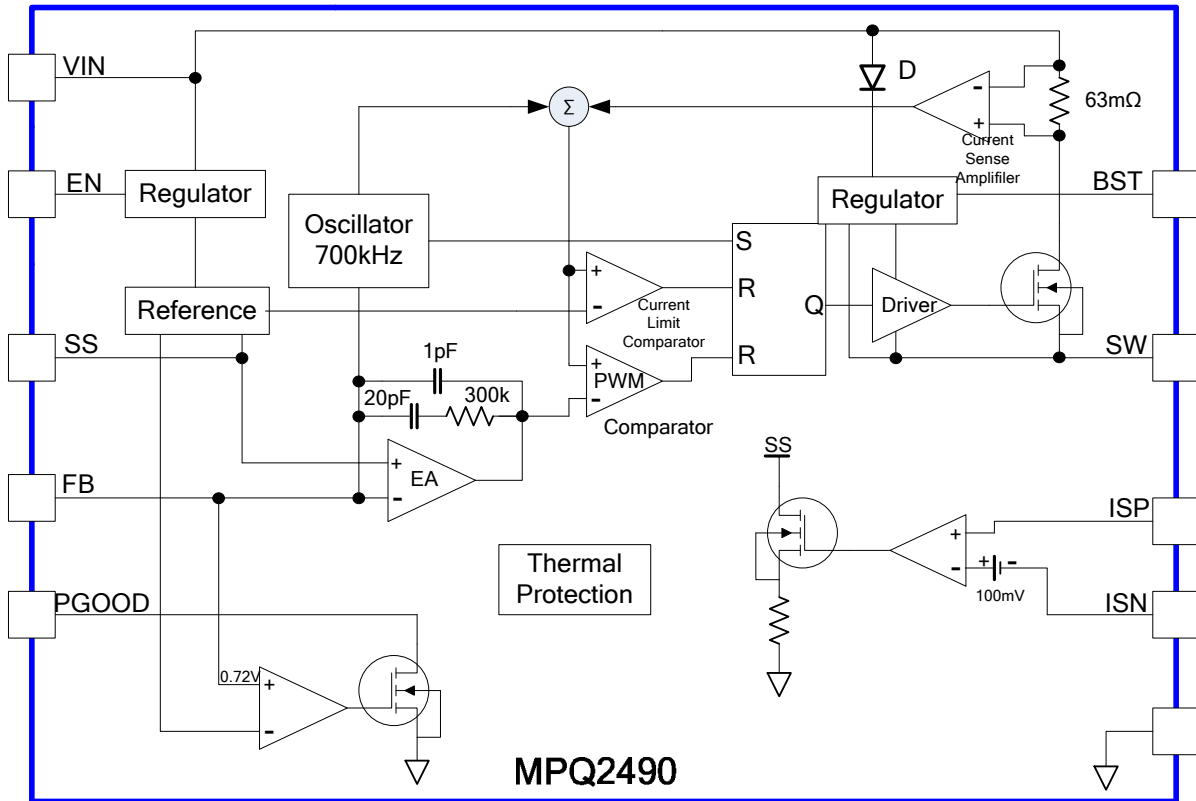 VIN
D
Σ
-
+
63mΩ
Current
Sense
Amplifiler
EN
Regulator
Regulator
BST
Oscillator
700kHz
S
+
-
R
Current
Limit
Comparator
Q
Driver
Reference
SS
1pF
R
SW
+
PWM
-
20pF
300k
Comparator
+
EA
-
SS
FB
ISP
+
-
+
-
100mV
Thermal
Protection
PGOOD
ISN
0.72V
+
-
MPQ2490